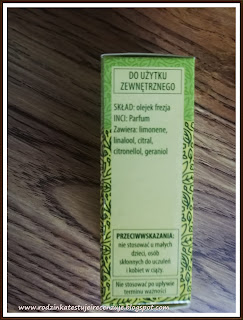 DO UŻYTKU
ZEWNĘTRZNEGO
SKŁAD: olejek frezja
INCI: Parfum
Zawiera: limonene,
linalool, citral,
citronellol, geraniol
PRZECIWWSKAZANIA:
nie stosować u małych
dzieci, osób
skłonnych do uczuleń
i kobiet w ciąży.
Nie stosować po upływie
terminu ważności
www.rodzinkatestujeirecenzuje.blogspot.com